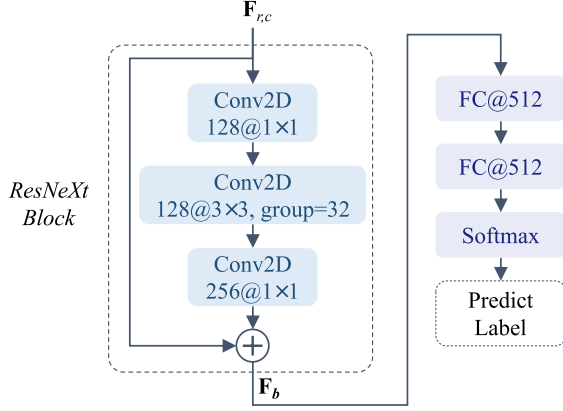 F_{r,c}
Conv2D
128@1×1
Conv2D
128@3×3, group=32
Conv2D
256@1×1
ResNeXt
Block
+
F_b
FC@512
FC@512
Softmax
Predict
Label